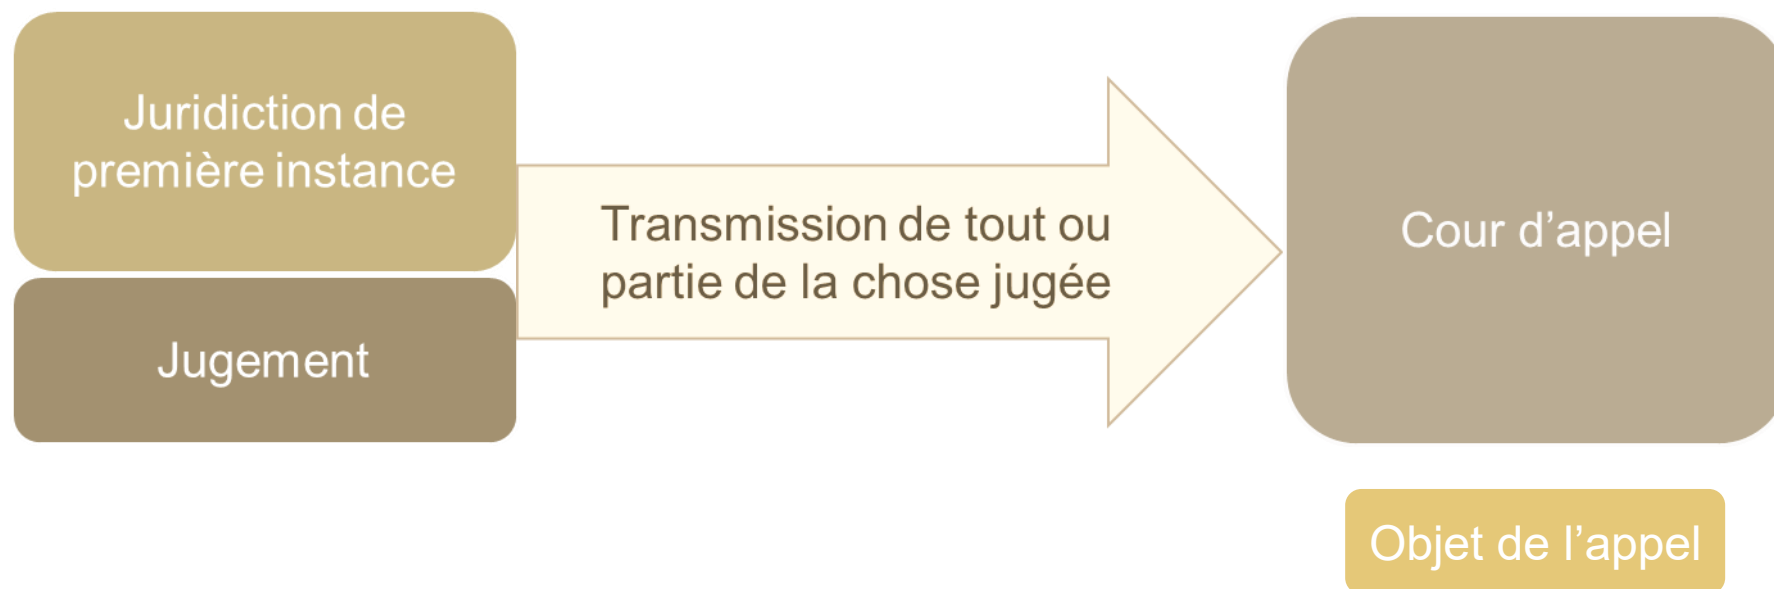 Juridiction de
première instance
Jugement
Transmission de tout ou
partie de la chose jugée
Cour d’appel
Objet de l’appel